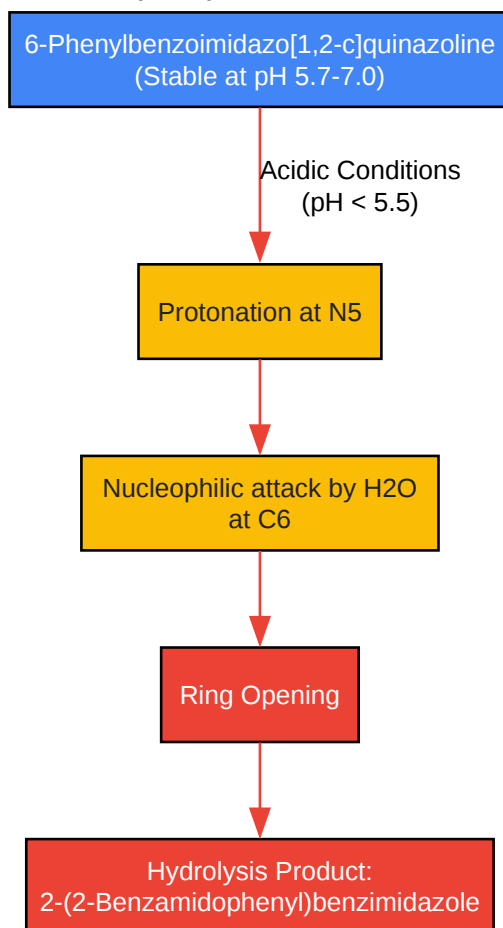 6-Phenylbenzoimidazo[1,2-c]quinazoline
(Stable at pH 5.7-7.0)
Acidic Conditions
(pH < 5.5)
Protonation at N5
Nucleophilic attack by H2O
at C6
Ring Opening
Hydrolysis Product:
2-(2-Benzamidophenyl)benzimidazole